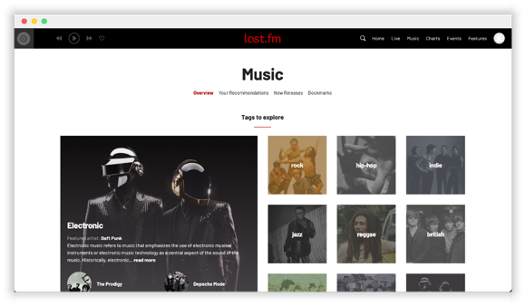 lost.fm
Home Live Music Charts Events Features
Music
Overview Your Recommendations New Releases Bookmarks
Tags to explore
rock
hip-hop
indie
Electronic
Featured artist: Daft Punk
Electronic music refers to music that emphasizes the use of electronic musical
instruments or electronic music technology as a central aspect of the sound of the
music. Historically, electronic... read more
jazz
reggae
british
The Prodigy
Depeche Mode